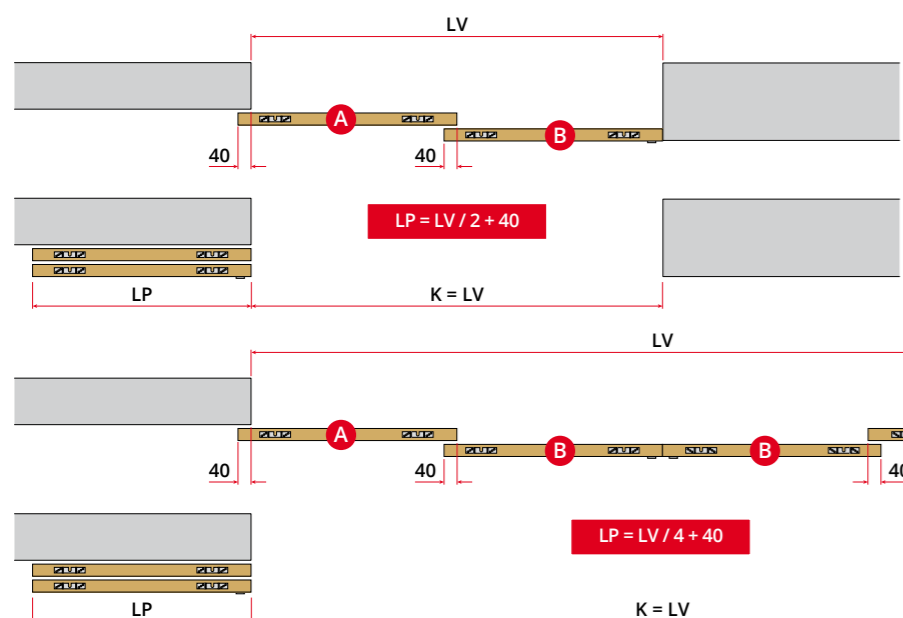 LV
A
B
40
40
LP = LV / 2 + 40
LP
K = LV
LV
A
B
B
40
40
40
LP = LV / 4 + 40
LP
K = LV